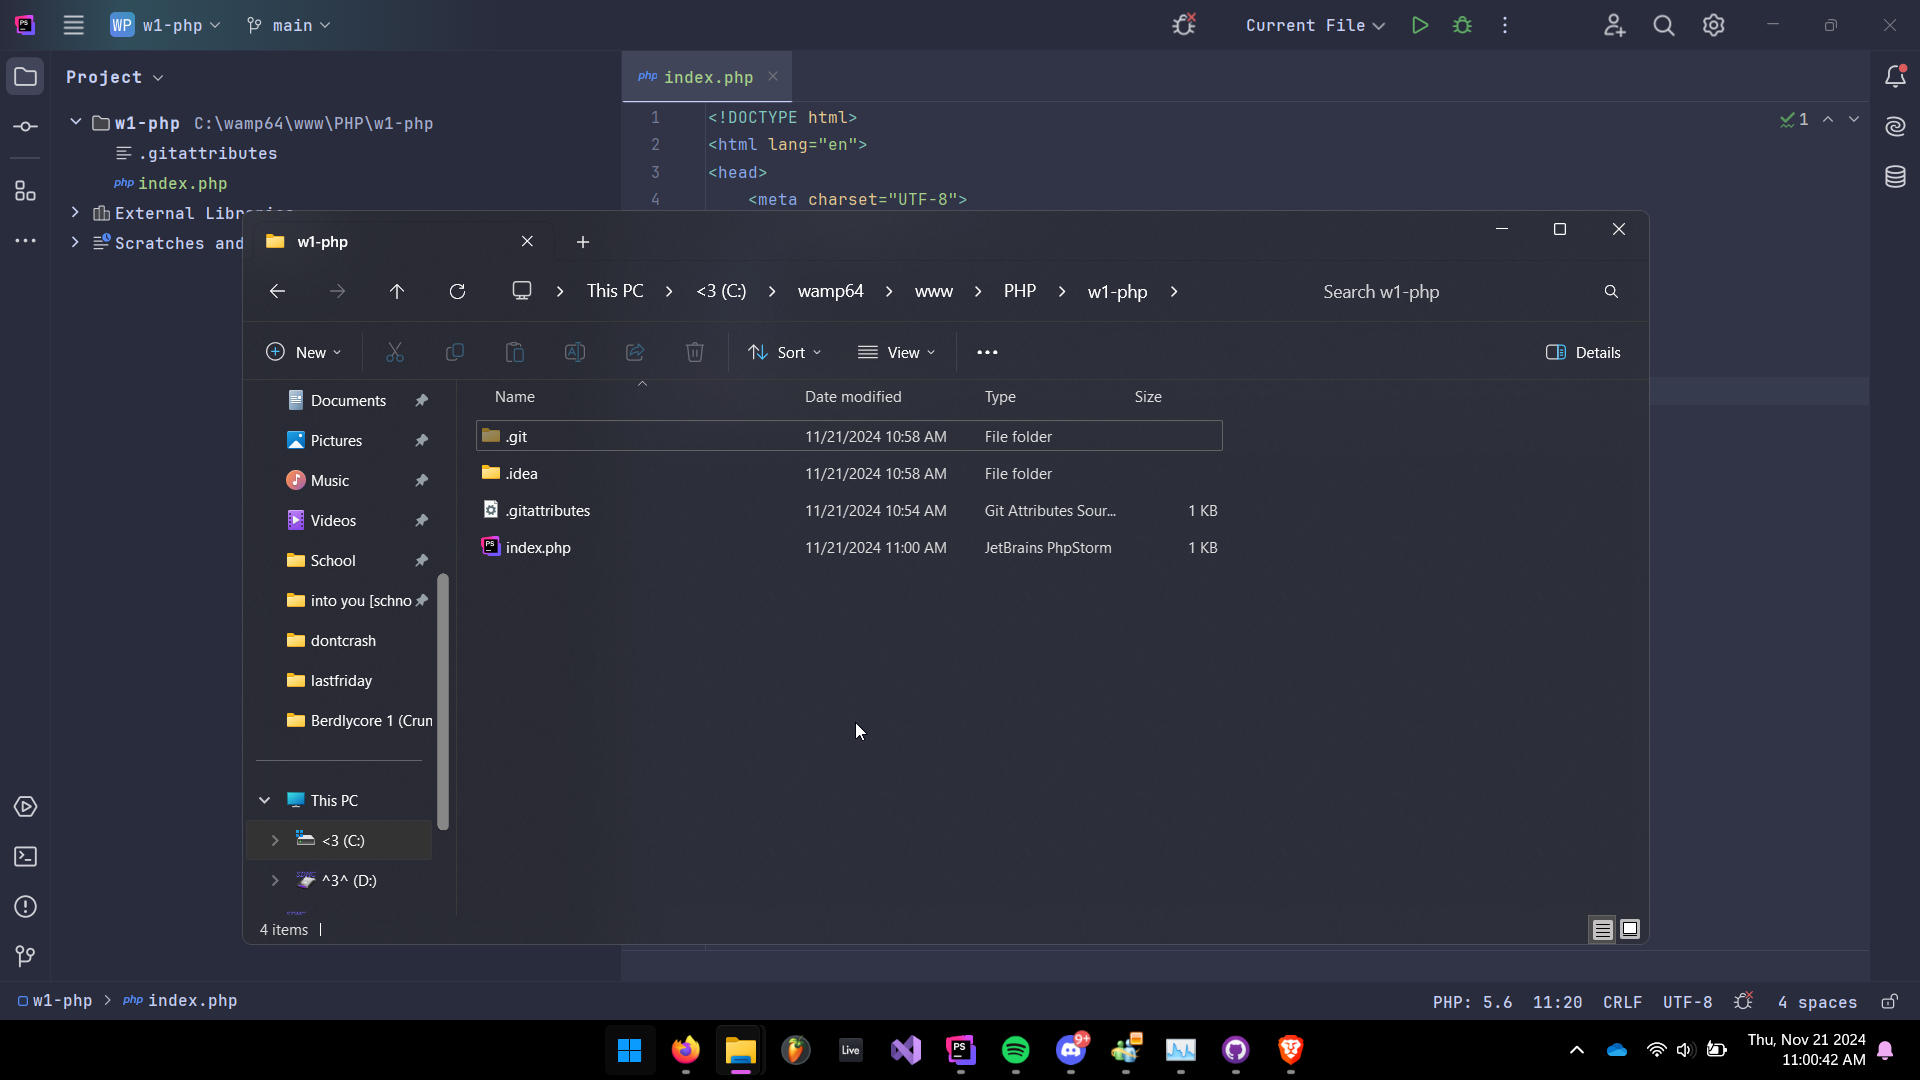 WP w1-php main Current File
Project
w1-php C:\wamp64\www\PHP\w1-php
.gitattributes
php index.php
External Libraries
Scratches and
php index.php
1 <!DOCTYPE html>
2 <html lang="en">
3 <head>
4 <meta charset="UTF-8">
1
w1-php
This PC > <3 (C:) > wamp64 > www > PHP > w1-php >
Search w1-php
New Sort View Details
Documents
Pictures
Music
Videos
School
into you [schno
dontcrash
lastfriday
Berdlycore 1 (Crun
This PC
<3 (C:)
^3^ (D:)
Name Date modified Type Size
.git 11/21/2024 10:58 AM File folder
.idea 11/21/2024 10:58 AM File folder
.gitattributes 11/21/2024 10:54 AM Git Attributes Sour... 1 KB
PS index.php 11/21/2024 11:00 AM JetBrains PhpStorm 1 KB
4 items
w1-php > php index.php
PHP: 5.6 11:20 CRLF UTF-8 4 spaces
Live PS 9+
Thu, Nov 21 2024
11:00:42 AM